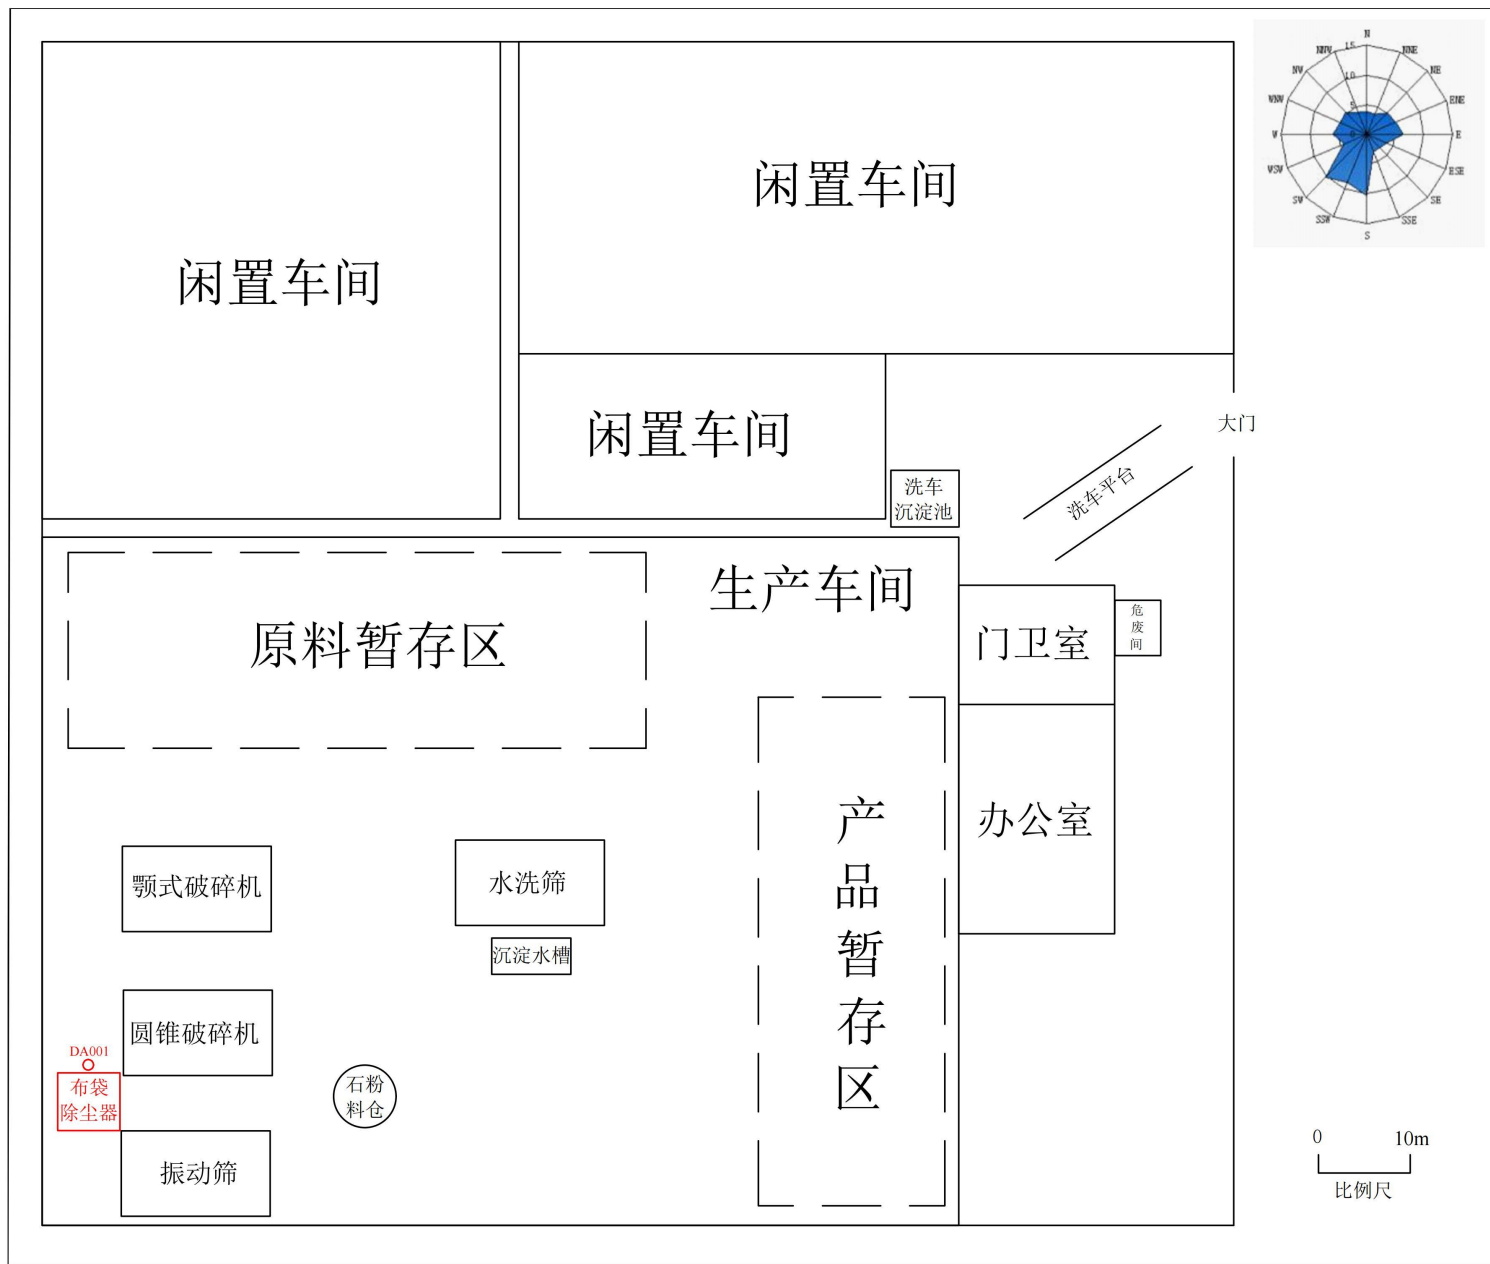 N
NNW
15
NNE
NW
10
NE
WNW
5
ENE
W
0
E
WSW
ESE
SW
SE
SSW
SSE
S
闲置车间
闲置车间
闲置车间
大门
洗车
沉淀池
洗车平台
生产车间
原料暂存区
门卫室
危
废
间
产
品
暂
存
区
办公室
颚式破碎机
水洗筛
沉淀水槽
圆锥破碎机
DA001
布袋
除尘器
石粉
料仓
振动筛
0
10m
比例尺